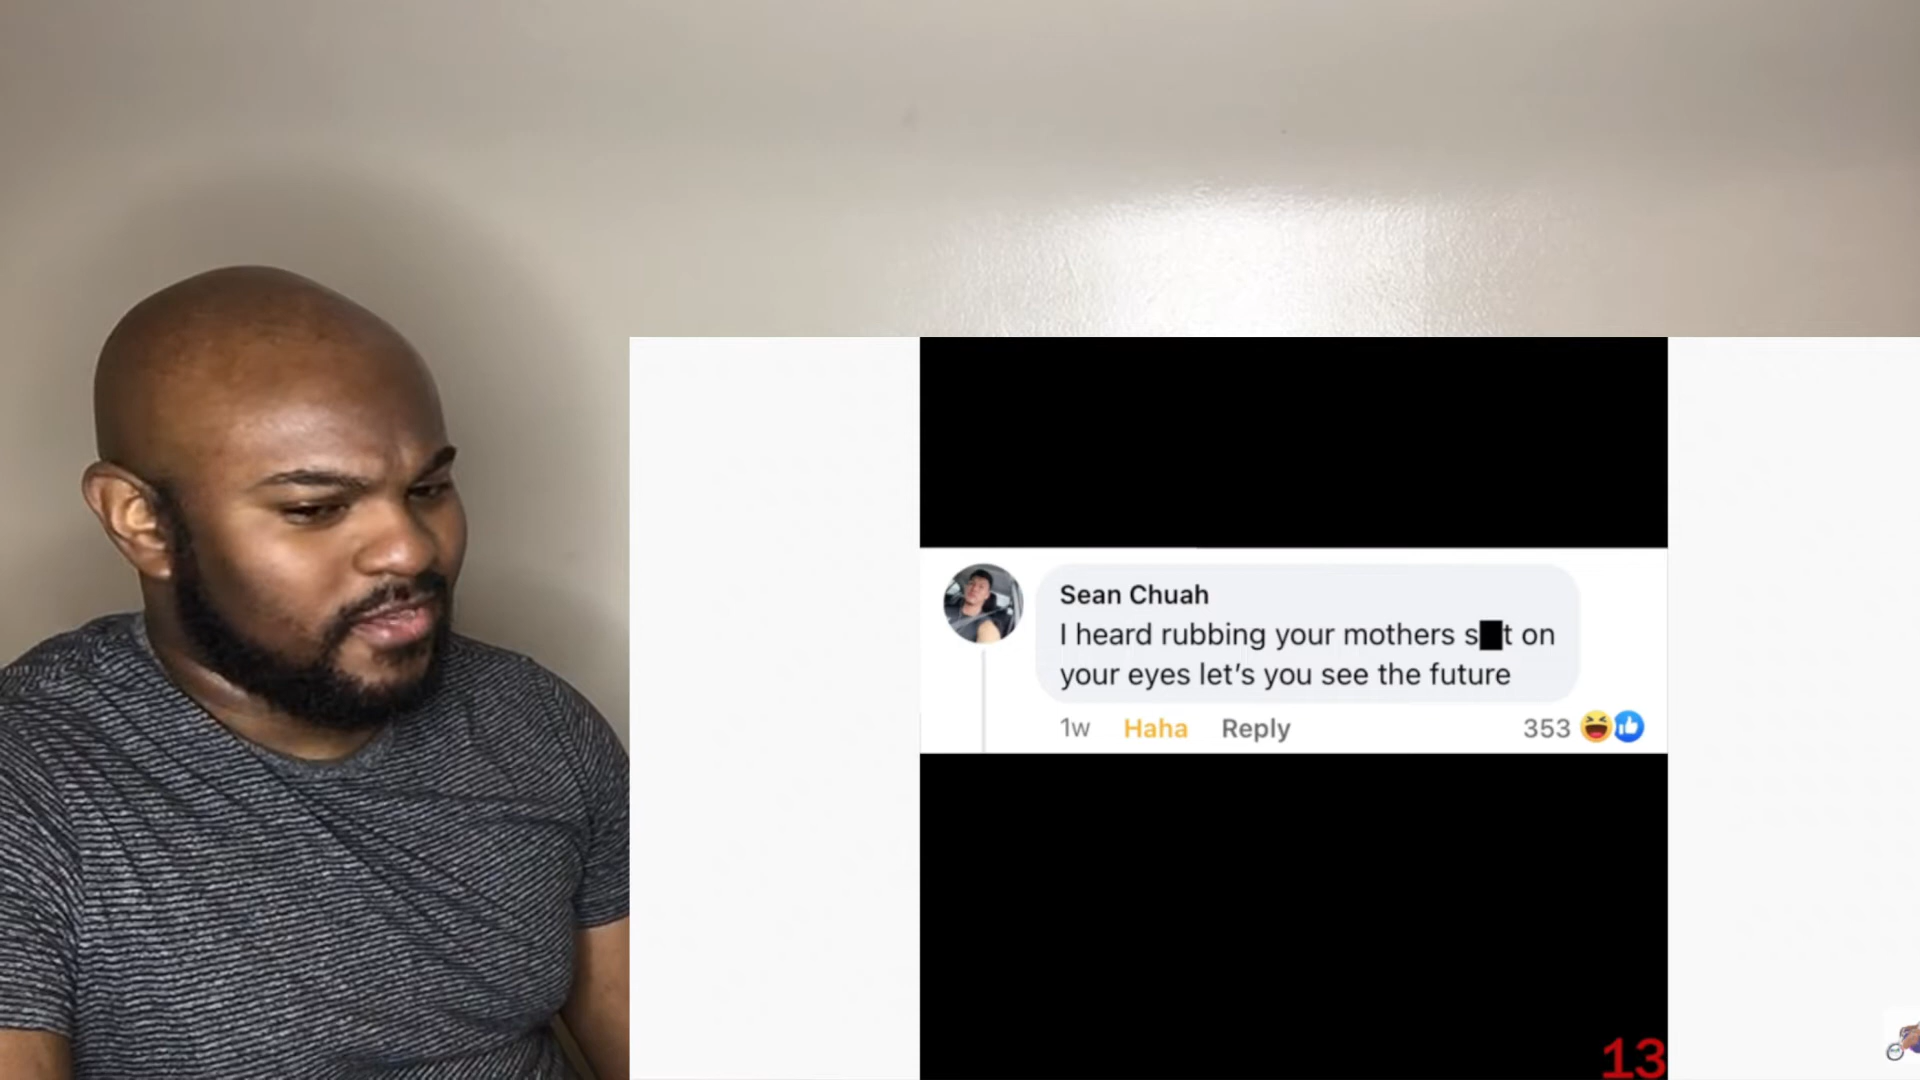 Sean Chuah
I heard rubbing your mothers s█t on
your eyes let's you see the future
1w Haha Reply 353
13